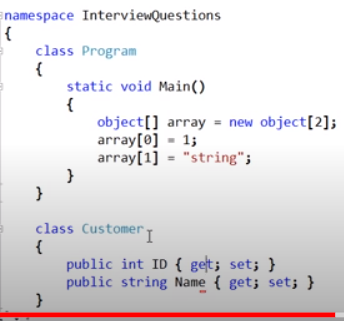 namespace InterviewQuestions
{
    class Program
    {
        static void Main()
        {
            object[] array = new object[2];
            array[0] = 1;
            array[1] = "string";
        }
    }

    class Customer
    {
        public int ID { get; set; }
        public string Name { get; set; }
    }